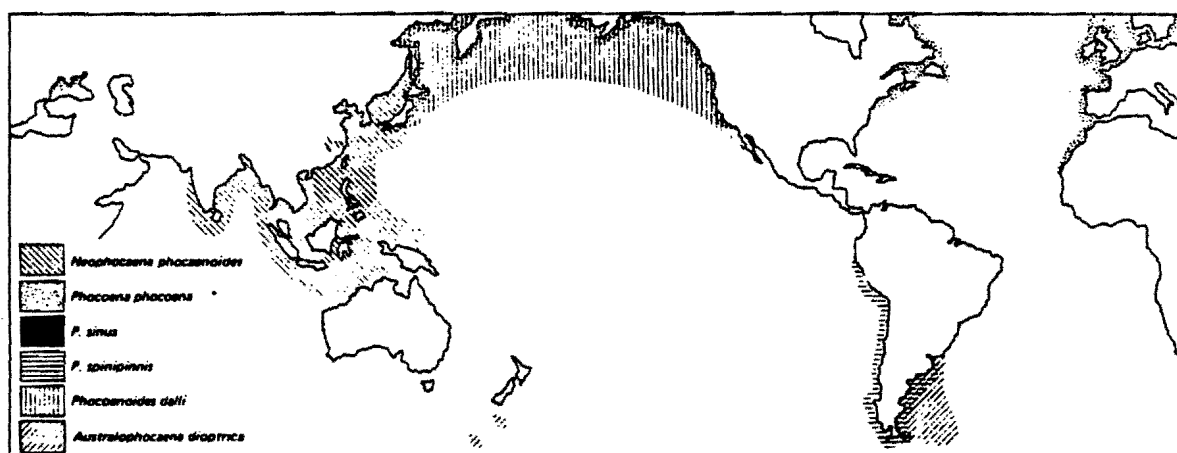 Neophocaena phocaenoides
Phocoena phocoena
P. sinus
P. spinipinnis
Phocoenoides dalli
Australophocaena dioptrica